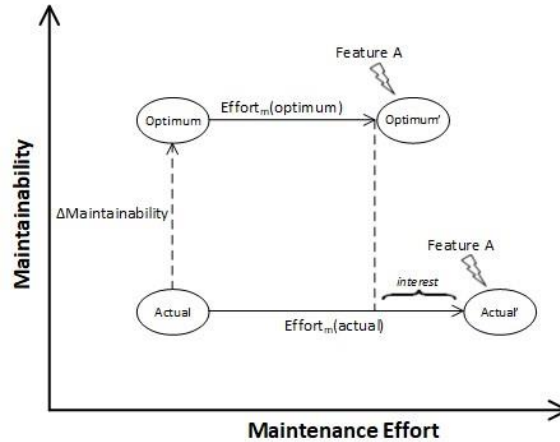 Feature A
Optimum
Effortm(optimum)
Optimum'
Maintainability
ΔMaintainability
Feature A
interest
Actual
Effortm(actual)
Actual'
Maintenance Effort